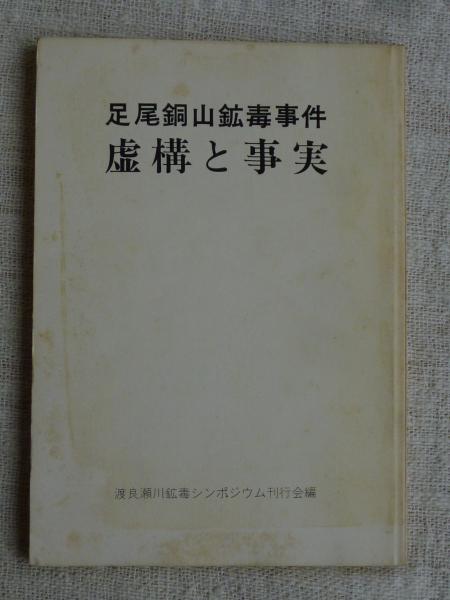 足尾銅山鉱毒事件
虚構と事実
渡良瀬川鉱毒シンポジウム刊行会編